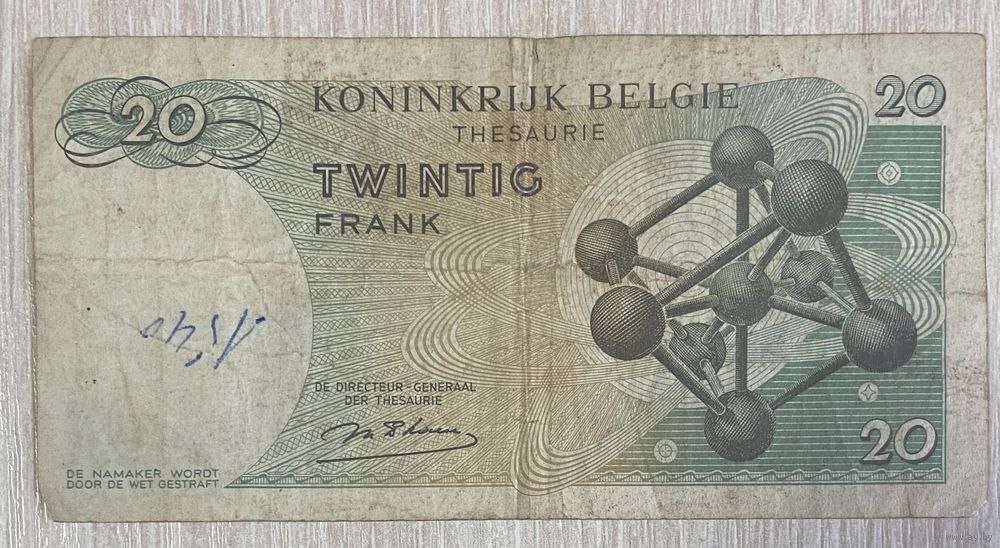 20
KONINKRIJK BELGIE
THESAURIE
TWINTIG
FRANK
20
DE DIRECTEUR-GENERAAL
DER THESAURIE
DE NAMAKER WORDT
DOOR DE WET GESTRAFT
20